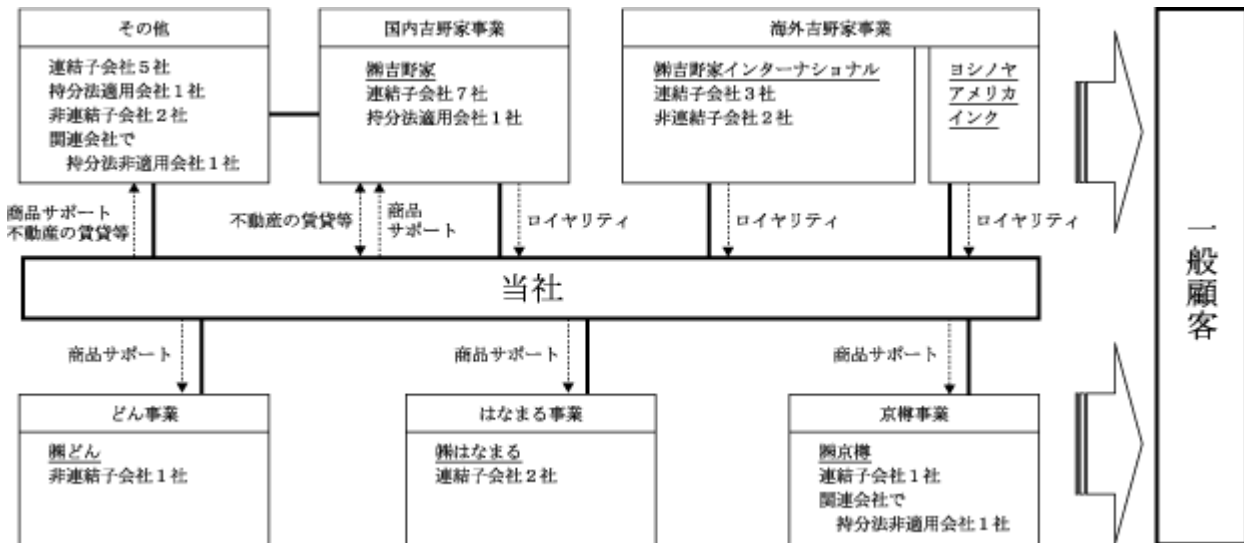 その他
連結子会社5社
持分法適用会社1社
非連結子会社2社
関連会社で
持分法非適用会社1社
国内吉野家事業
㈱吉野家
連結子会社7社
持分法適用会社1社
海外吉野家事業
㈱吉野家インターナショナル
連結子会社3社
非連結子会社2社
ヨシノヤ
アメリカ
インク
商品サポート
不動産の賃貸等
不動産の賃貸等
商品
サポート
ロイヤリティ
ロイヤリティ
ロイヤリティ
当社
商品サポート
商品サポート
商品サポート
どん事業
㈱どん
非連結子会社1社
はなまる事業
㈱はなまる
連結子会社2社
京樽事業
㈱京樽
連結子会社1社
関連会社で
持分法非適用会社1社
一般顧客